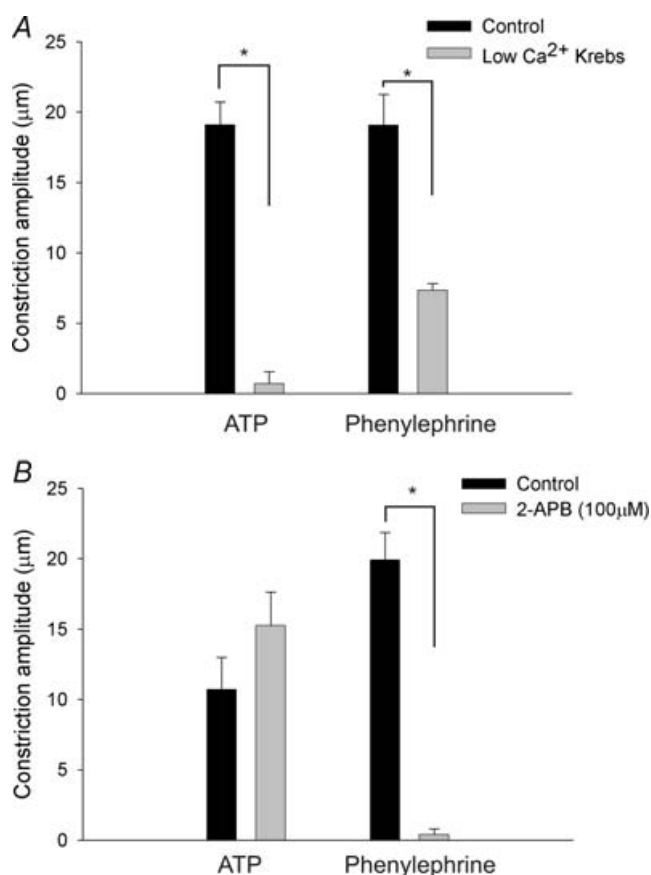 A
Control
Low Ca2+ Krebs
Constriction amplitude (μm)
25
20
15
10
5
0
*
*
ATP
Phenylephrine
B
Control
2-APB (100μM)
Constriction amplitude (μm)
25
20
15
10
5
0
*
ATP
Phenylephrine